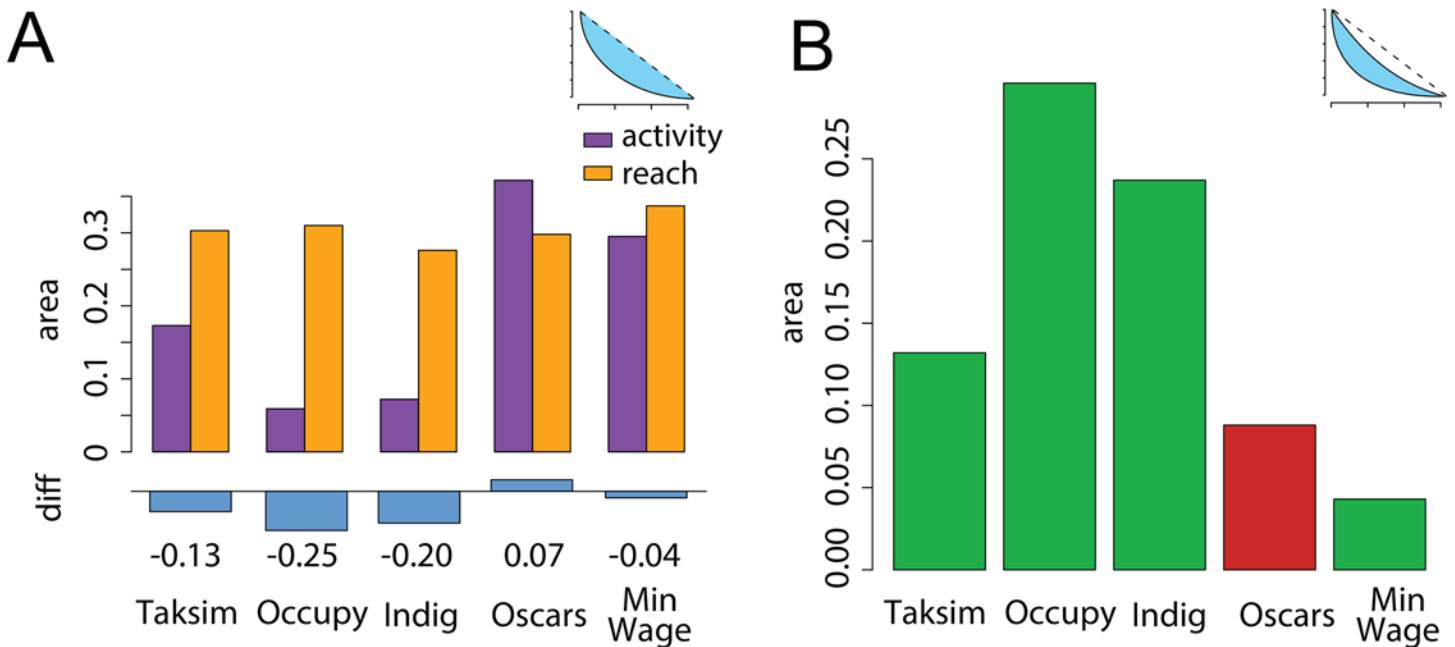 A
activity
reach
area
0.3
0.2
0.1
0
diff
-0.13 -0.25 -0.20 0.07 -0.04
Taksim Occupy Indig Oscars Min Wage
B
area
0.25
0.20
0.15
0.10
0.05
0.00
Taksim Occupy Indig Oscars Min Wage